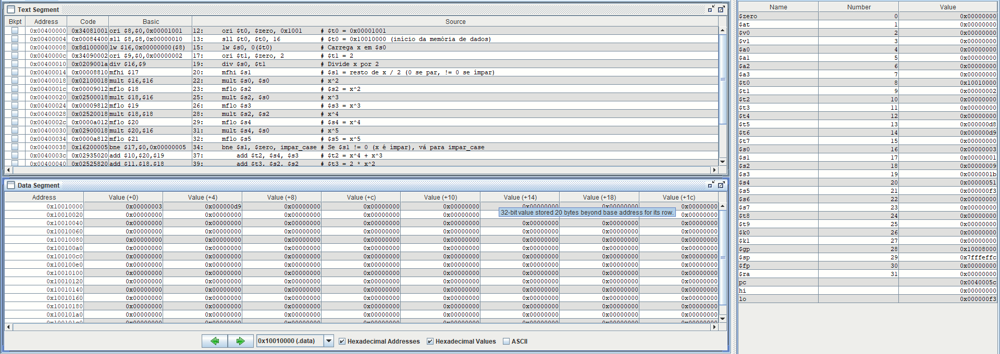 Text Segment
Bkpt Address Code Basic Source
0x00400000 0x34081001 ori $8,$0,0x00001001 12: ori $t0, $zero, 0x1001 # $t0 = 0x00001001
0x00400004 0x00084400 sll $8,$8,0x00000010 13: sll $t0, $t0, 16 # $t0 = 0x10010000 (início da memória de dados)
0x00400008 0x8d100000 lw $16,0x00000000($8) 15: lw $s0, 0($t0) # Carrega x em $s0
0x0040000c 0x34090002 ori $9,$0,0x00000002 17: ori $t1, $zero, 2 # $t1 = 2
0x00400010 0x0209001a div $16,$9 19: div $s0, $t1 # Divide x por 2
0x00400014 0x00008810 mfhi $17 20: mfhi $s1 # $s1 = resto de x / 2 (0 se par, != 0 se ímpar)
0x00400018 0x02100018 mult $16,$16 22: mult $s0, $s0 # x^2
0x0040001c 0x00009012 mflo $18 23: mflo $s2 # $s2 = x^2
0x00400020 0x02500018 mult $18,$16 25: mult $s2, $s0 # x^3
0x00400024 0x00009812 mflo $19 26: mflo $s3 # $s3 = x^3
0x00400028 0x02520018 mult $18,$18 28: mult $s2, $s2 # x^4
0x0040002c 0x0000a012 mflo $20 29: mflo $s4 # $s4 = x^4
0x00400030 0x02900018 mult $20,$16 31: mult $s4, $s0 # x^5
0x00400034 0x0000a812 mflo $21 32: mflo $s5 # $s5 = x^5
0x00400038 0x16200005 bne $17,$0,0x00000005 34: bne $s1, $zero, impar_case # Se $s1 != 0 (x é ímpar), vá para impar_case
0x0040003c 0x02935020 add $10,$20,$19 37: add $t2, $s4, $s3 # $t2 = x^4 + x^3
0x00400040 0x02525820 add $11,$18,$18 39: add $t3, $s2, $s2 # $t3 = 2 * x^2
Data Segment
Address Value (+0) Value (+4) Value (+8) Value (+c) Value (+10) Value (+14) Value (+18) Value (+1c)
0x10010000 0x00000003 0x000000d9 0x00000000 0x00000000 0x00000000 0x00000000 0x00000000 0x00000000
32-bit value stored 20 bytes beyond base address for its row.
0x10010020 0x00000000 0x00000000 0x00000000 0x00000000 0x00000000 0x00000000
0x10010040 0x00000000 0x00000000 0x00000000 0x00000000 0x00000000 0x00000000 0x00000000 0x00000000
0x10010060 0x00000000 0x00000000 0x00000000 0x00000000 0x00000000 0x00000000 0x00000000 0x00000000
0x10010080 0x00000000 0x00000000 0x00000000 0x00000000 0x00000000 0x00000000 0x00000000 0x00000000
0x100100a0 0x00000000 0x00000000 0x00000000 0x00000000 0x00000000 0x00000000 0x00000000 0x00000000
0x100100c0 0x00000000 0x00000000 0x00000000 0x00000000 0x00000000 0x00000000 0x00000000 0x00000000
0x100100e0 0x00000000 0x00000000 0x00000000 0x00000000 0x00000000 0x00000000 0x00000000 0x00000000
0x10010100 0x00000000 0x00000000 0x00000000 0x00000000 0x00000000 0x00000000 0x00000000 0x00000000
0x10010120 0x00000000 0x00000000 0x00000000 0x00000000 0x00000000 0x00000000 0x00000000 0x00000000
0x10010140 0x00000000 0x00000000 0x00000000 0x00000000 0x00000000 0x00000000 0x00000000 0x00000000
0x10010160 0x00000000 0x00000000 0x00000000 0x00000000 0x00000000 0x00000000 0x00000000 0x00000000
0x10010180 0x00000000 0x00000000 0x00000000 0x00000000 0x00000000 0x00000000 0x00000000 0x00000000
0x100101a0 0x00000000 0x00000000 0x00000000 0x00000000 0x00000000 0x00000000 0x00000000 0x00000000
0x10010000 (.data) Hexadecimal Addresses Hexadecimal Values ASCII
Name Number Value
$zero 0 0x00000000
$at 1 0x00000000
$v0 2 0x00000000
$v1 3 0x00000000
$a0 4 0x00000000
$a1 5 0x00000000
$a2 6 0x00000000
$a3 7 0x00000000
$t0 8 0x10010000
$t1 9 0x00000002
$t2 10 0x00000000
$t3 11 0x00000000
$t4 12 0x00000000
$t5 13 0x000000d8
$t6 14 0x000000d9
$t7 15 0x00000000
$s0 16 0x00000003
$s1 17 0x00000001
$s2 18 0x00000009
$s3 19 0x0000001b
$s4 20 0x00000051
$s5 21 0x000000f3
$s6 22 0x00000000
$s7 23 0x00000000
$t8 24 0x00000000
$t9 25 0x00000000
$k0 26 0x00000000
$k1 27 0x00000000
$gp 28 0x10008000
$sp 29 0x7fffeffc
$fp 30 0x00000000
$ra 31 0x00000000
pc 0x0040005c
hi 0x00000000
lo 0x000000f3